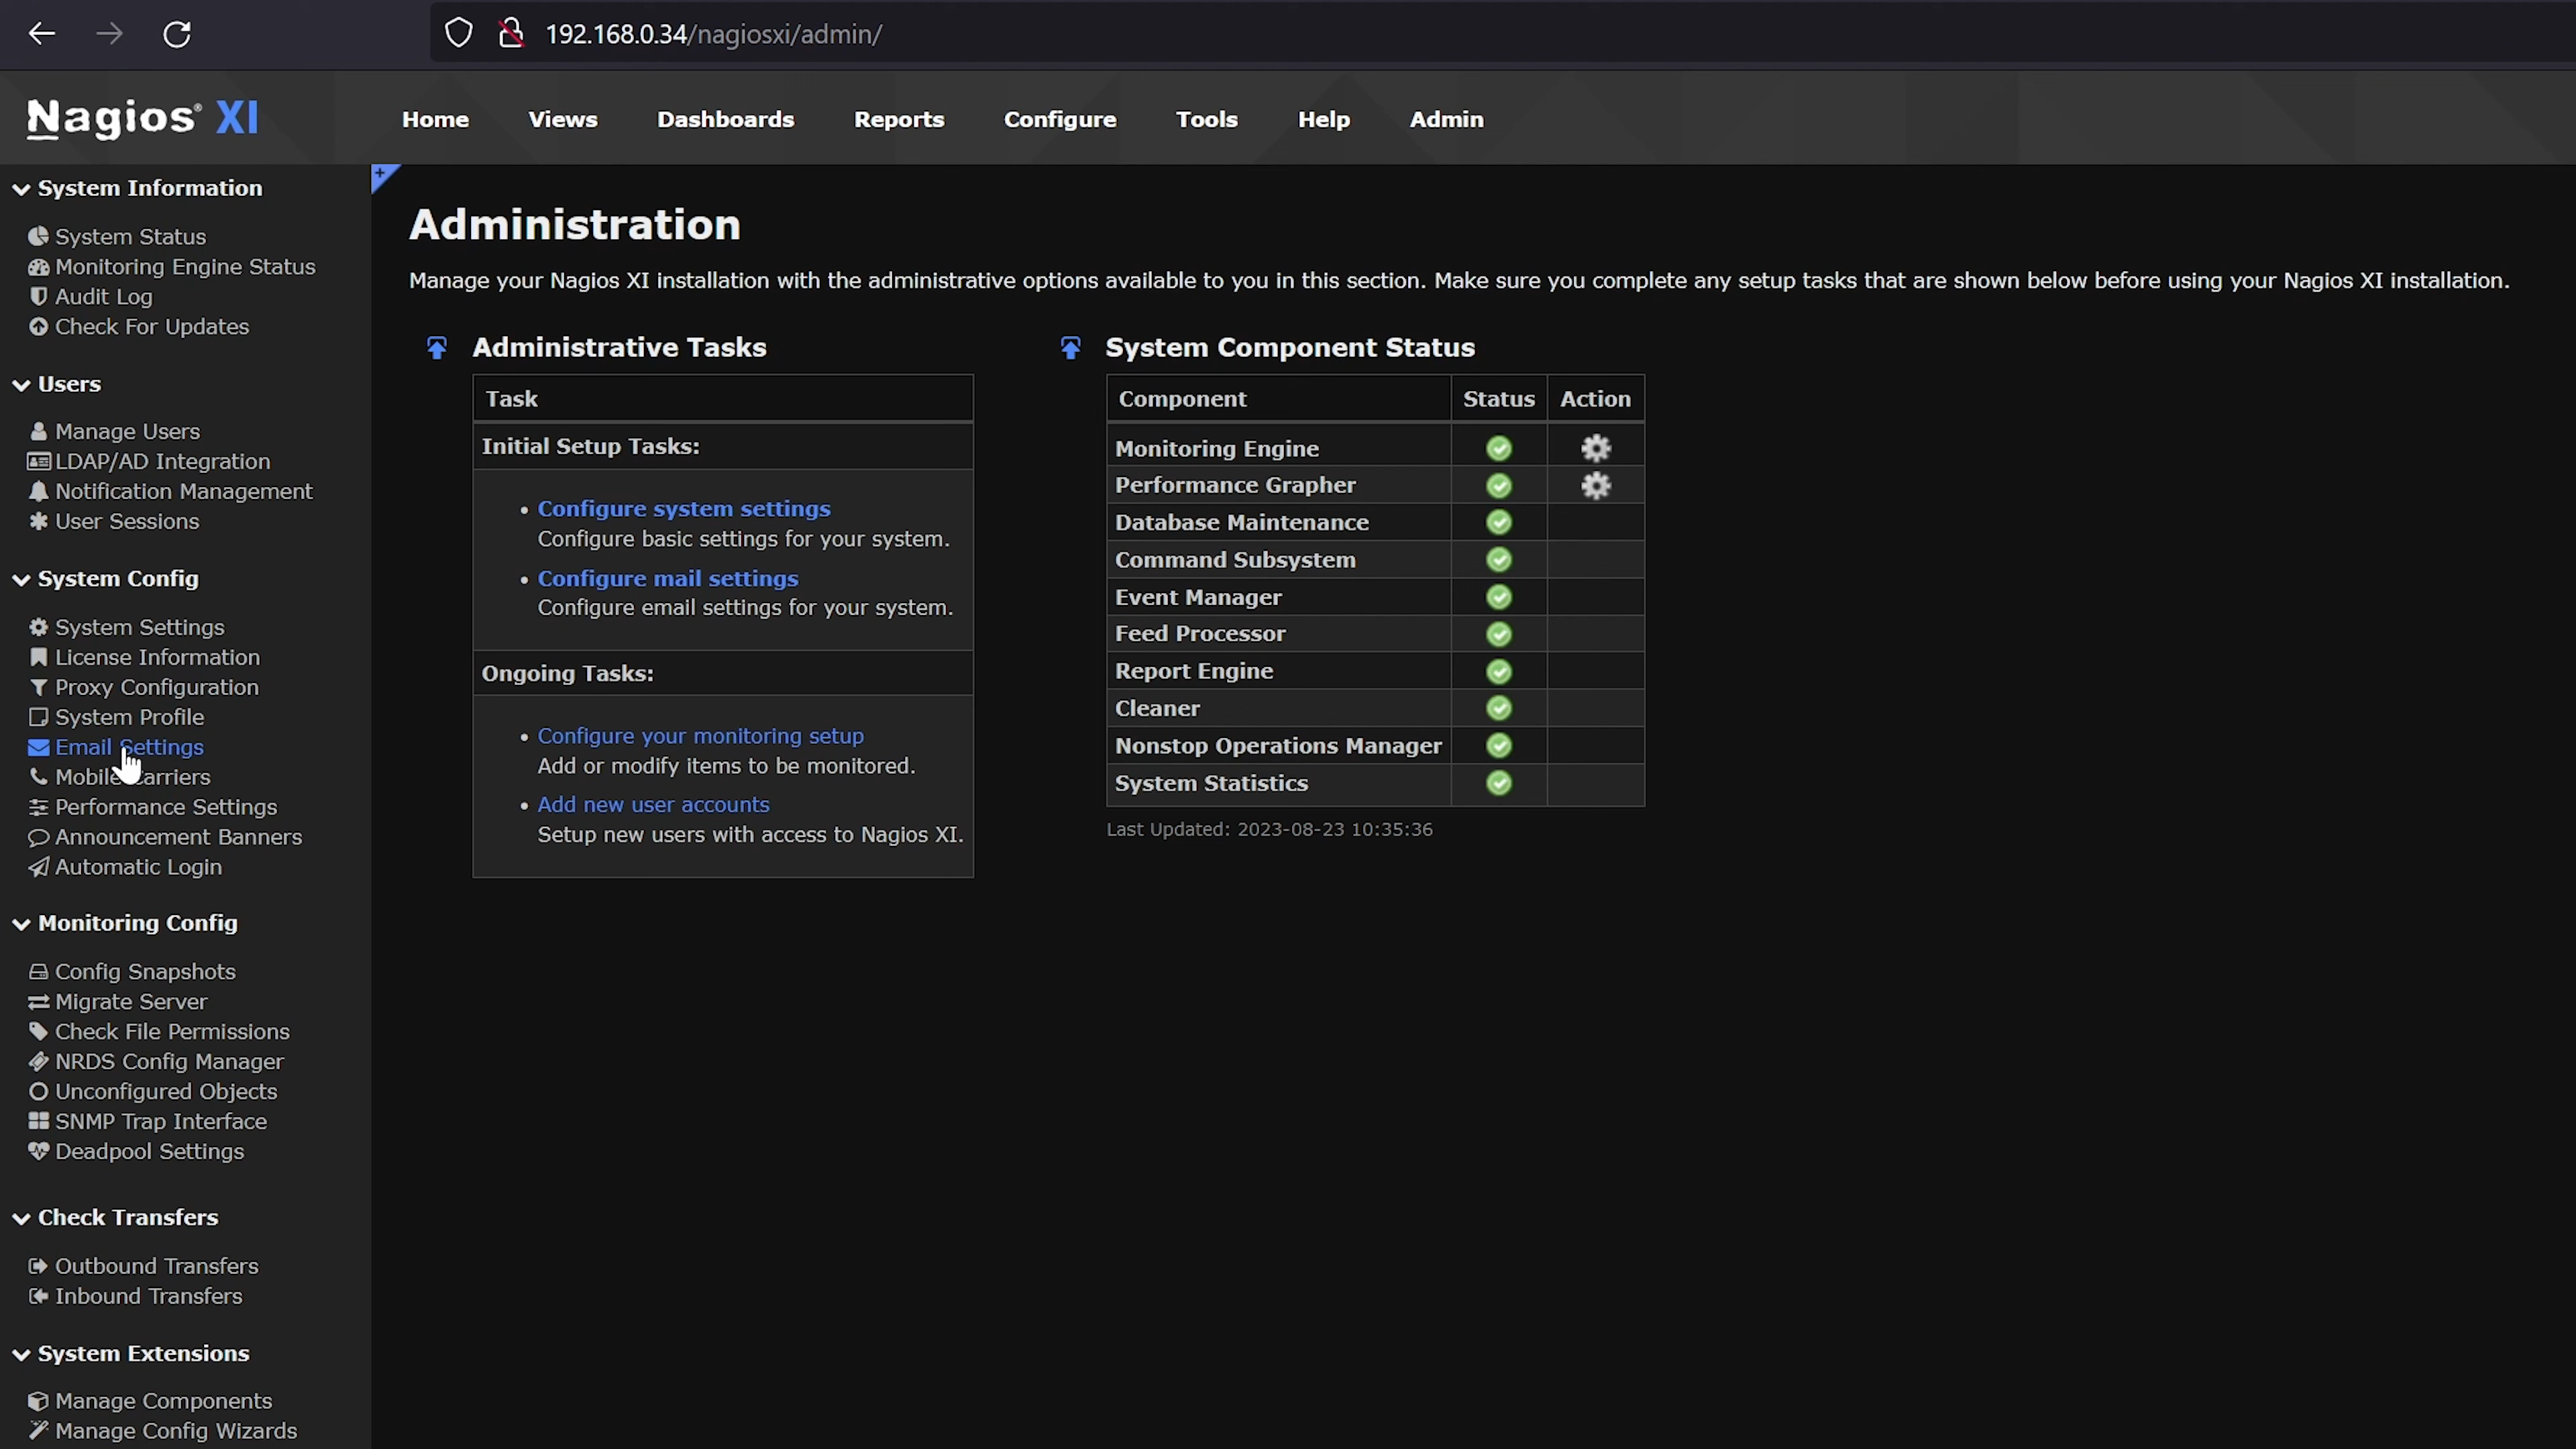 192.168.0.34/nagiosxi/admin/
Nagios® XI
Home Views Dashboards Reports Configure Tools Help Admin
System Information
System Status
Monitoring Engine Status
Audit Log
Check For Updates
Users
Manage Users
LDAP/AD Integration
Notification Management
User Sessions
System Config
System Settings
License Information
Proxy Configuration
System Profile
Email Settings
Mobile Carriers
Performance Settings
Announcement Banners
Automatic Login
Monitoring Config
Config Snapshots
Migrate Server
Check File Permissions
NRDS Config Manager
Unconfigured Objects
SNMP Trap Interface
Deadpool Settings
Check Transfers
Outbound Transfers
Inbound Transfers
System Extensions
Manage Components
Manage Config Wizards
Administration
Manage your Nagios XI installation with the administrative options available to you in this section. Make sure you complete any setup tasks that are shown below before using your Nagios XI installation.
Administrative Tasks
Task
Initial Setup Tasks:
• Configure system settings
Configure basic settings for your system.
• Configure mail settings
Configure email settings for your system.
Ongoing Tasks:
• Configure your monitoring setup
Add or modify items to be monitored.
• Add new user accounts
Setup new users with access to Nagios XI.
System Component Status
Component Status Action
Monitoring Engine
Performance Grapher
Database Maintenance
Command Subsystem
Event Manager
Feed Processor
Report Engine
Cleaner
Nonstop Operations Manager
System Statistics
Last Updated: 2023-08-23 10:35:36